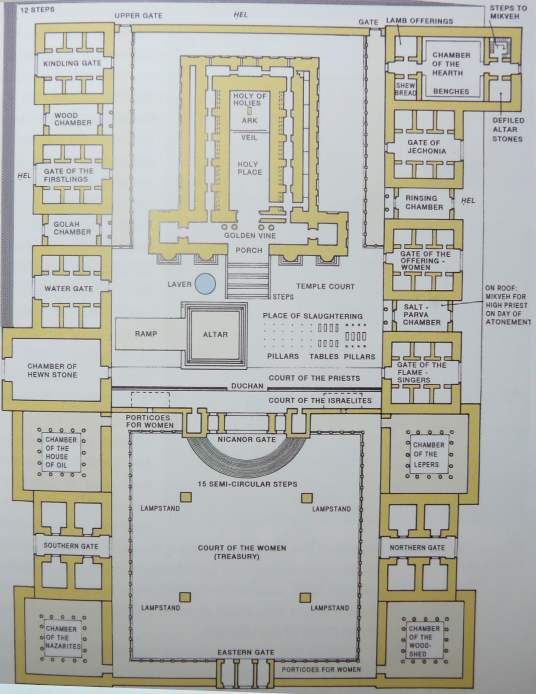 12 STEPS
UPPER GATE
ḤEL
GATE
LAMB OFFERINGS
STEPS TO
MIKVEH
KINDLING GATE
CHAMBER
OF THE
HEARTH
BENCHES
SHEW
BREAD
DEFILED
ALTAR
STONES
WOOD
CHAMBER
HOLY OF
HOLIES
ARK
VEIL
HOLY
PLACE
GATE OF
JECHONIA
ḤEL
GATE OF THE
FIRSTLINGS
RINSING
CHAMBER
ḤEL
GOLAH
CHAMBER
GOLDEN VINE
PORCH
GATE OF THE
OFFERING -
WOMEN
WATER GATE
LAVER
STEPS
TEMPLE COURT
ON ROOF:
MIKVEH FOR
HIGH PRIEST
ON DAY OF
ATONEMENT
SALT -
PARVA
CHAMBER
PLACE OF SLAUGHTERING
RAMP
ALTAR
PILLARS
TABLES
PILLARS
CHAMBER OF
HEWN STONE
COURT OF THE PRIESTS
GATE OF THE
FLAME -
SINGERS
DUCHAN
COURT OF THE ISRAELITES
PORTICOES
FOR WOMEN
NICANOR GATE
CHAMBER
OF THE
HOUSE
OF OIL
CHAMBER
OF THE
LEPERS
15 SEMI-CIRCULAR STEPS
LAMPSTAND
LAMPSTAND
SOUTHERN GATE
COURT OF THE WOMEN
(TREASURY)
NORTHERN GATE
LAMPSTAND
LAMPSTAND
CHAMBER
OF THE
NAZARITES
CHAMBER
OF THE
WOOD-
SHED
EASTERN GATE
PORTICOES FOR WOMEN